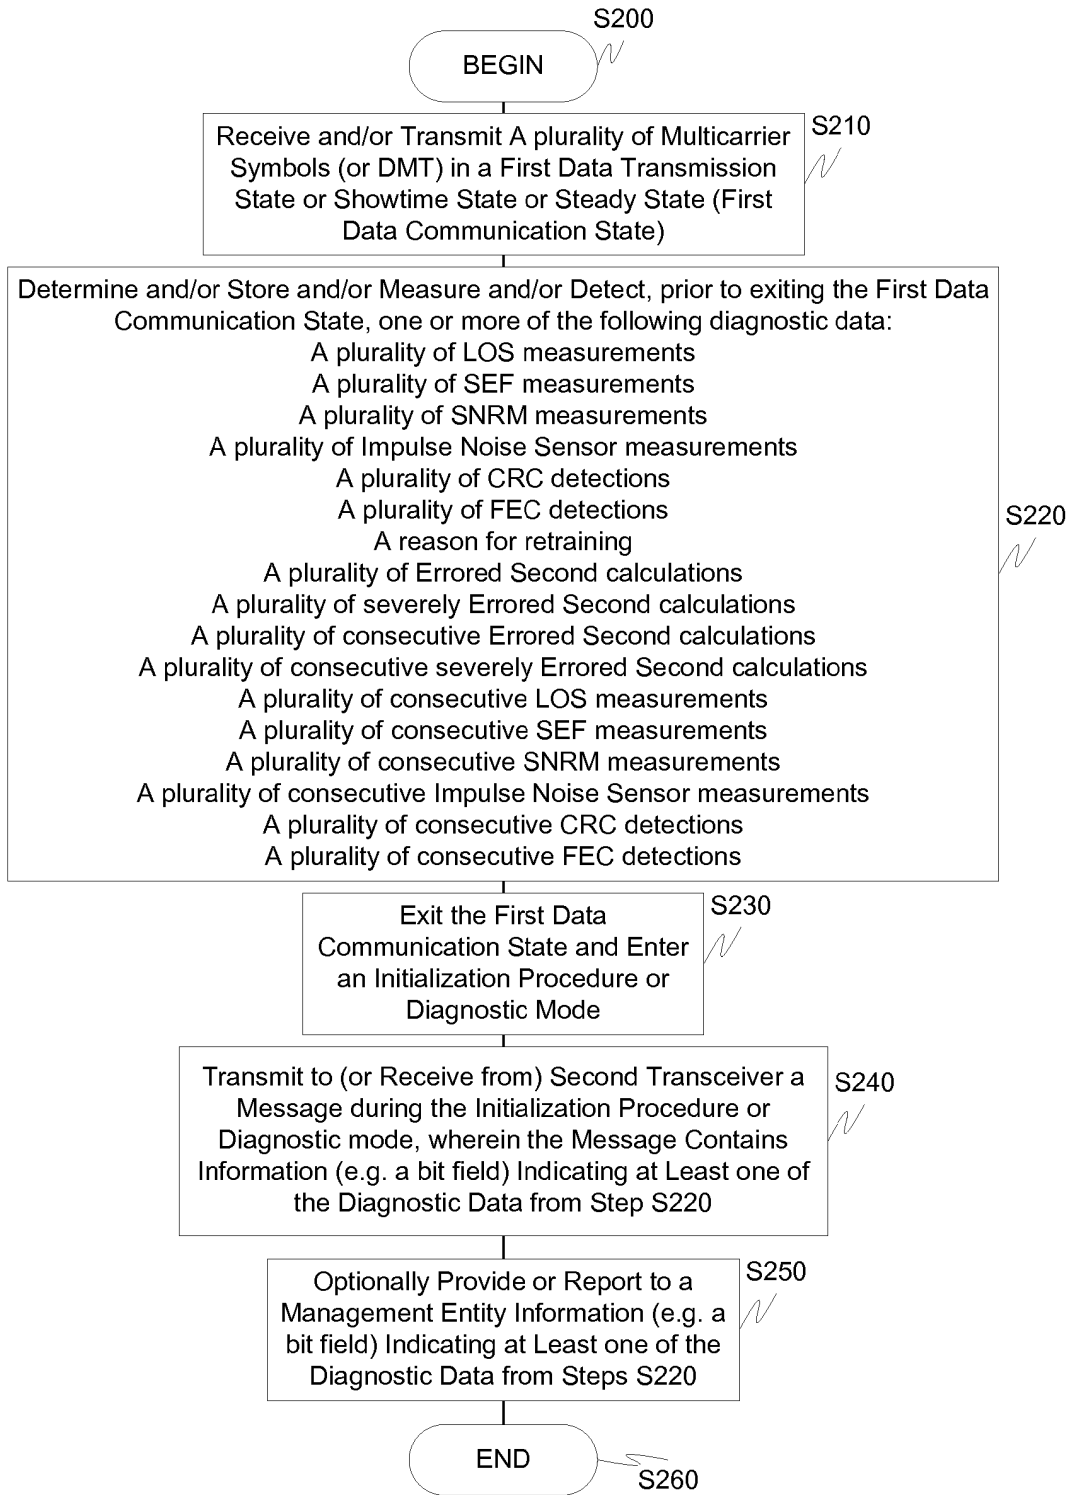 S200
BEGIN
S210
Receive and/or Transmit A plurality of Multicarrier
Symbols (or DMT) in a First Data Transmission
State or Showtime State or Steady State (First
Data Communication State)
Determine and/or Store and/or Measure and/or Detect, prior to exiting the First Data
Communication State, one or more of the following diagnostic data:
A plurality of LOS measurements
A plurality of SEF measurements
A plurality of SNRM measurements
A plurality of Impulse Noise Sensor measurements
A plurality of CRC detections
A plurality of FEC detections
S220
A reason for retraining
A plurality of Errored Second calculations
A plurality of severely Errored Second calculations
A plurality of consecutive Errored Second calculations
A plurality of consecutive severely Errored Second calculations
A plurality of consecutive LOS measurements
A plurality of consecutive SEF measurements
A plurality of consecutive SNRM measurements
A plurality of consecutive Impulse Noise Sensor measurements
A plurality of consecutive CRC detections
A plurality of consecutive FEC detections
S230
Exit the First Data
Communication State and Enter
an Initialization Procedure or
Diagnostic Mode
S240
Transmit to (or Receive from) Second Transceiver a
Message during the Initialization Procedure or
Diagnostic mode, wherein the Message Contains
Information (e.g. a bit field) Indicating at Least one of
the Diagnostic Data from Step S220
S250
Optionally Provide or Report to a
Management Entity Information (e.g. a
bit field) Indicating at Least one of the
Diagnostic Data from Steps S220
END
S260